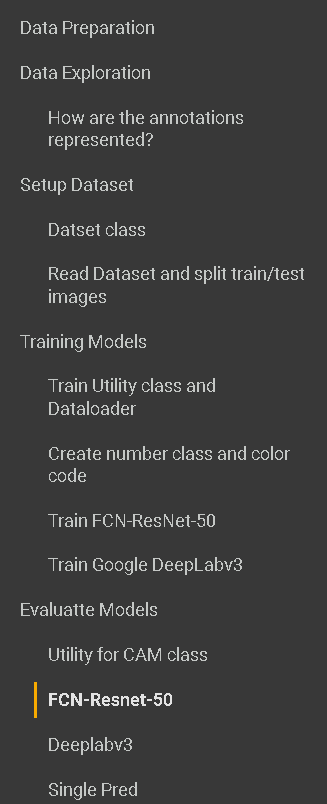 Data Preparation
Data Exploration
How are the annotations
represented?
Setup Dataset
Datset class
Read Dataset and split train/test
images
Training Models
Train Utility class and
Dataloader
Create number class and color
code
Train FCN-ResNet-50
Train Google DeepLabv3
Evaluatte Models
Utility for CAM class
FCN-Resnet-50
Deeplabv3
Single Pred